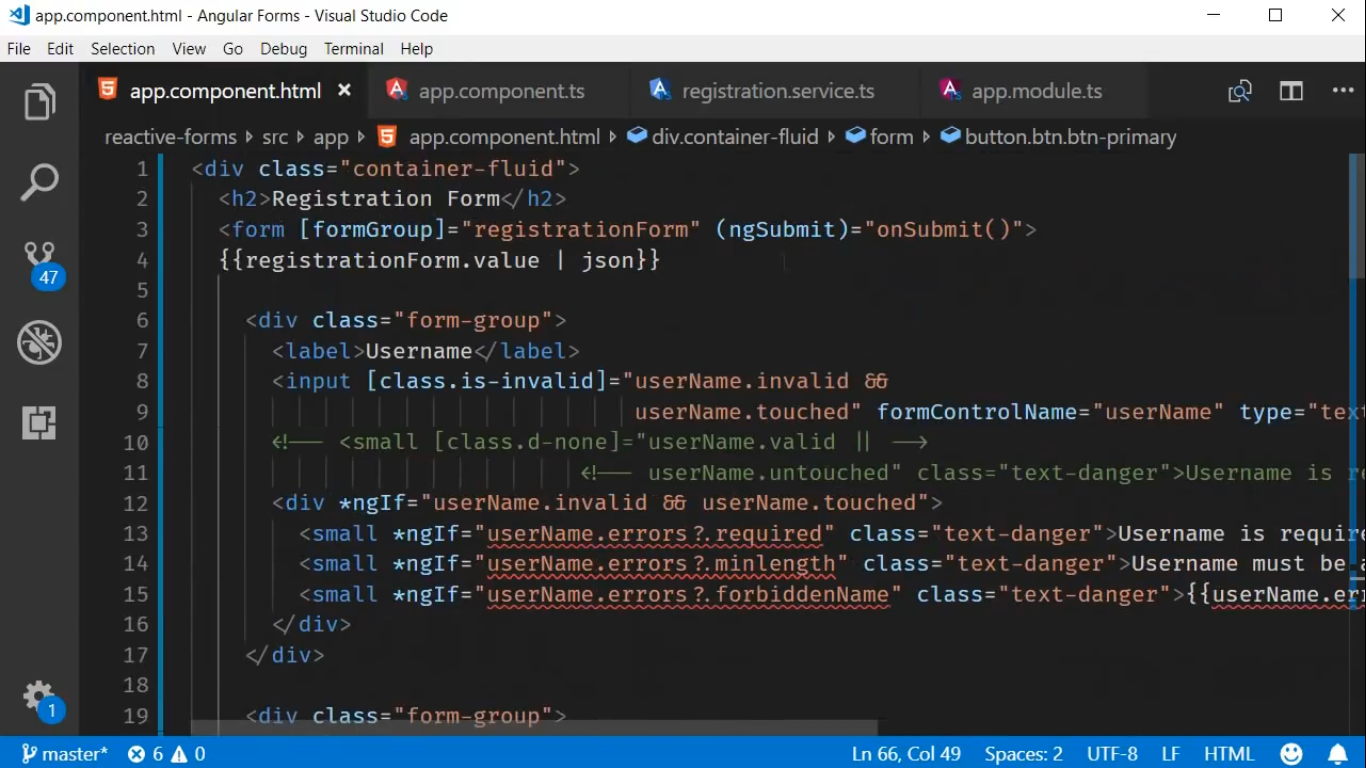 app.component.html - Angular Forms - Visual Studio Code
File Edit Selection View Go Debug Terminal Help
app.component.html app.component.ts registration.service.ts app.module.ts
reactive-forms src app app.component.html div.container-fluid form button.btn.btn-primary
1 <div class="container-fluid">
2 <h2>Registration Form</h2>
3 <form [formGroup]="registrationForm" (ngSubmit)="onSubmit()">
4 {{registrationForm.value | json}}
5
6 <div class="form-group">
7 <label>Username</label>
8 <input [class.is-invalid]="userName.invalid &&
9 userName.touched" formControlName="userName" type="tex
10 <!-- <small [class.d-none]="userName.valid || -->
11 <!-- userName.untouched" class="text-danger">Username is r
12 <div *ngIf="userName.invalid && userName.touched">
13 <small *ngIf="userName.errors?.required" class="text-danger">Username is require
14 <small *ngIf="userName.errors?.minlength" class="text-danger">Username must be a
15 <small *ngIf="userName.errors?.forbiddenName" class="text-danger">{{userName.err
16 </div>
17 </div>
18
19 <div class="form-group">
47
1
master* 6 0 Ln 66, Col 49 Spaces: 2 UTF-8 LF HTML